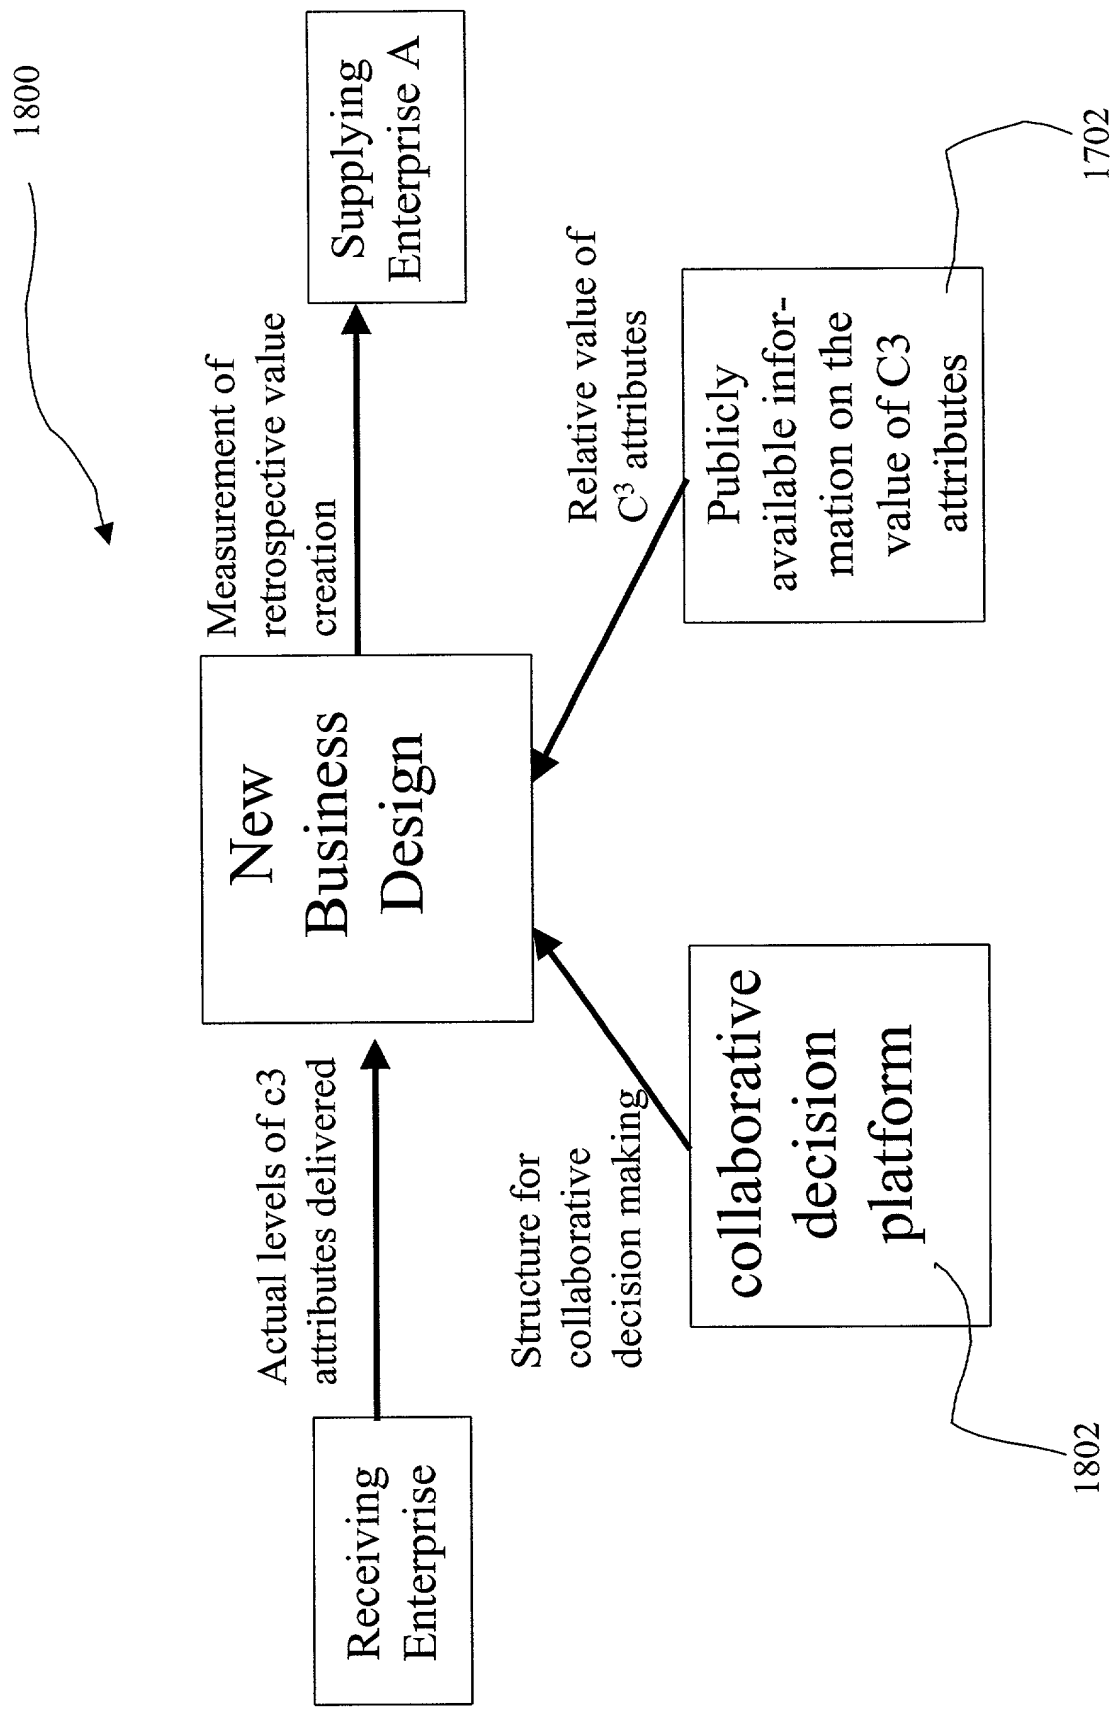 1800
Receiving
Enterprise
Actual levels of c3
attributes delivered
New
Business
Design
Measurement of
retrospective value
creation
Supplying
Enterprise A
Structure for
collaborative
decision making
Relative value of
C³ attributes
collaborative
decision
platform
1802
Publicly
available infor-
mation on the
value of C3
attributes
1702